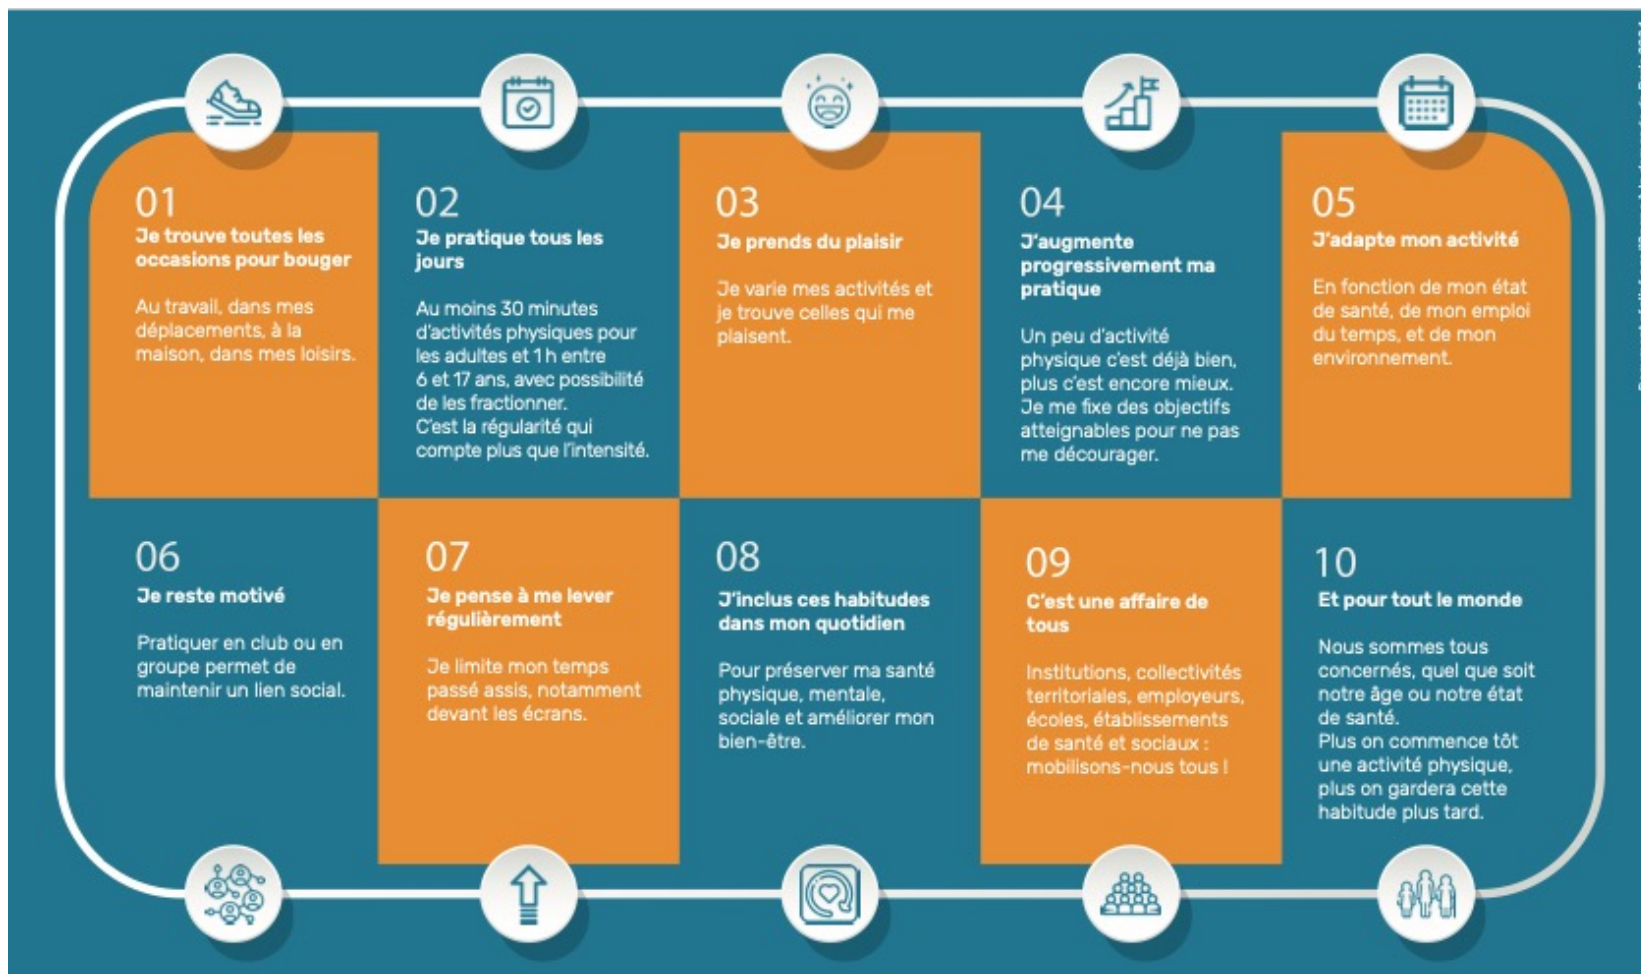 01
Je trouve toutes les
occasions pour bouger
Au travail, dans mes
déplacements, à la
maison, dans mes loisirs.
02
Je pratique tous les
jours
Au moins 30 minutes
d'activités physiques pour
les adultes et 1 h entre
6 et 17 ans, avec possibilité
de les fractionner.
C'est la régularité qui
compte plus que l'intensité.
03
Je prends du plaisir
Je varie mes activités et
je trouve celles qui me
plaisent.
04
J'augmente
progressivement ma
pratique
Un peu d'activité
physique c'est déjà bien,
plus c'est encore mieux.
Je me fixe des objectifs
atteignables pour ne pas
me décourager.
05
J'adapte mon activité
En fonction de mon état
de santé, de mon emploi
du temps, et de mon
environnement.
06
Je reste motivé
Pratiquer en club ou en
groupe permet de
maintenir un lien social.
07
Je pense à me lever
régulièrement
Je limite mon temps
passé assis, notamment
devant les écrans.
08
J'inclus ces habitudes
dans mon quotidien
Pour préserver ma santé
physique, mentale,
sociale et améliorer mon
bien-être.
09
C'est une affaire de
tous
Institutions, collectivités
territoriales, employeurs,
écoles, établissements
de santé et sociaux :
mobilisons-nous tous !
10
Et pour tout le monde
Nous sommes tous
concernés, quel que soit
notre âge ou notre état
de santé.
Plus on commence tôt
une activité physique,
plus on gardera cette
habitude plus tard.